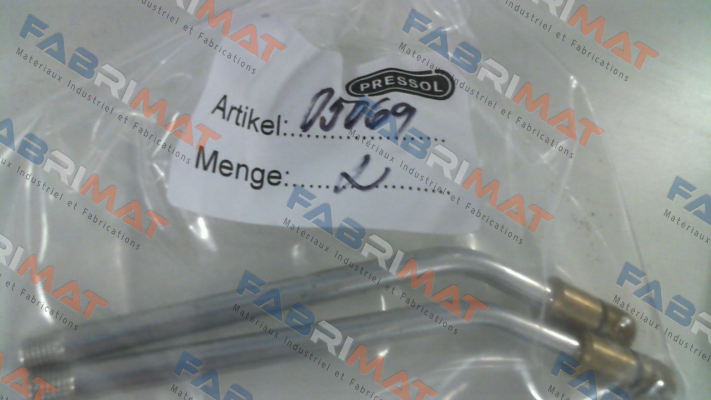 PRESSOL
Artikel: 05069
Menge: 2
FABRIMAT
Matériaux Industriel et Fabrications